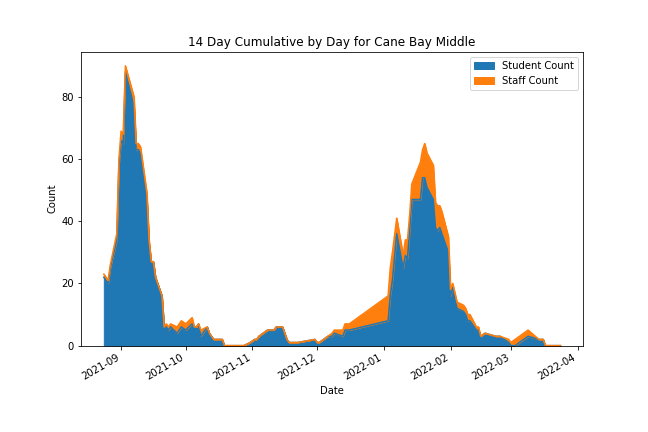 14 Day Cumulative by Day for Cane Bay Middle
Student Count
Staff Count
80
60
40
20
0
Count
2021-09
2021-10
2021-11
2021-12
2022-01
2022-02
2022-03
2022-04
Date